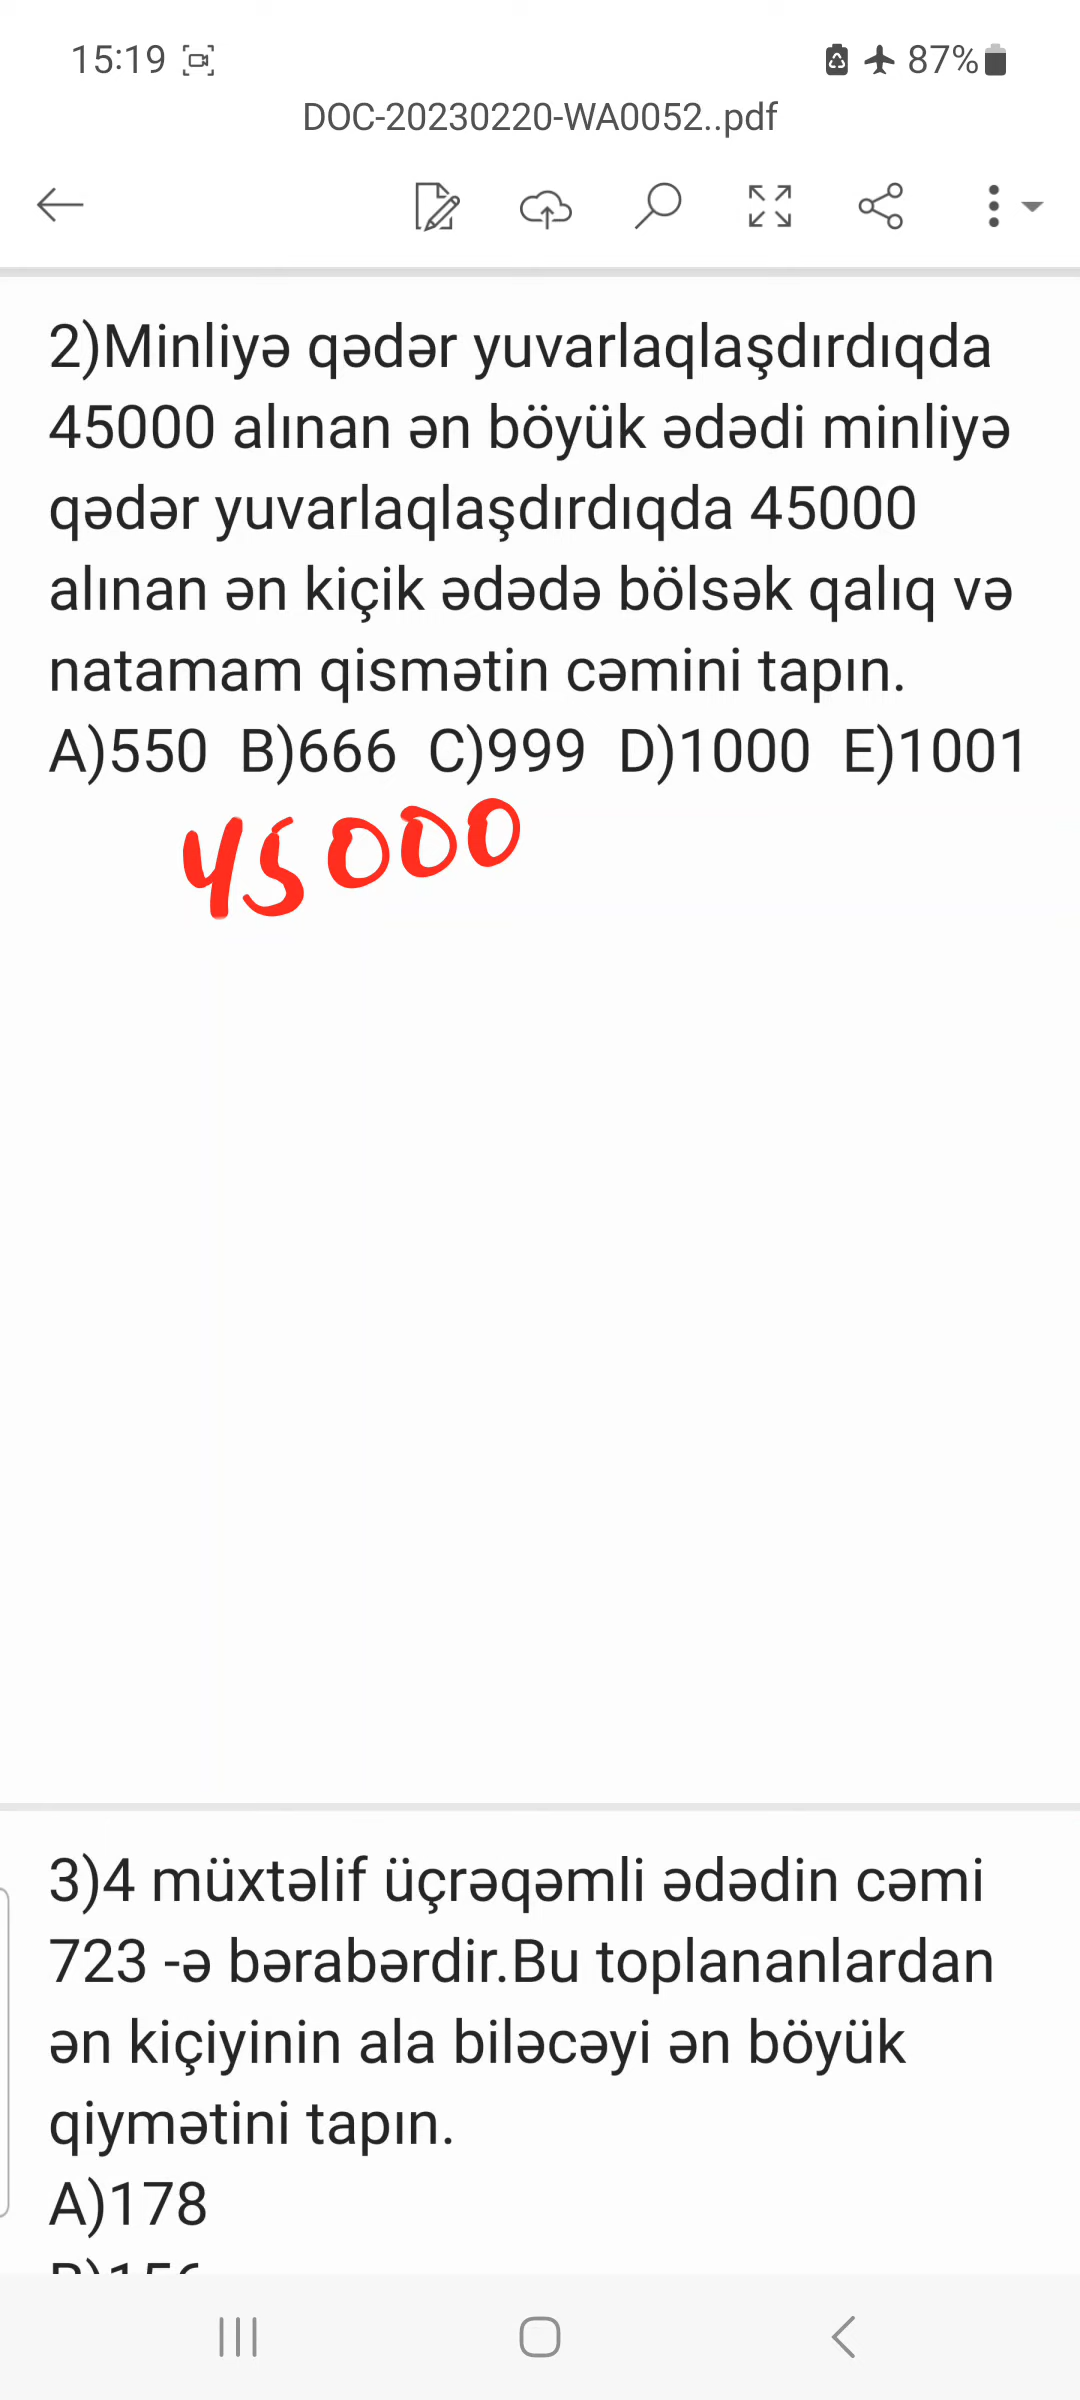 15:19
87%
DOC-20230220-WA0052..pdf
2)Minliyə qədər yuvarlaqlaşdırdıqda
45000 alınan ən böyük ədədi minliyə
qədər yuvarlaqlaşdırdıqda 45000
alınan ən kiçik ədədə bölsək qalıq və
natamam qismətin cəmini tapın.
A)550 B)666 C)999 D)1000 E)1001
45000
3)4 müxtəlif üçrəqəmli ədədin cəmi
723 -ə bərabərdir.Bu toplananlardan
ən kiçiyinin ala biləcəyi ən böyük
qiymətini tapın.
A)178